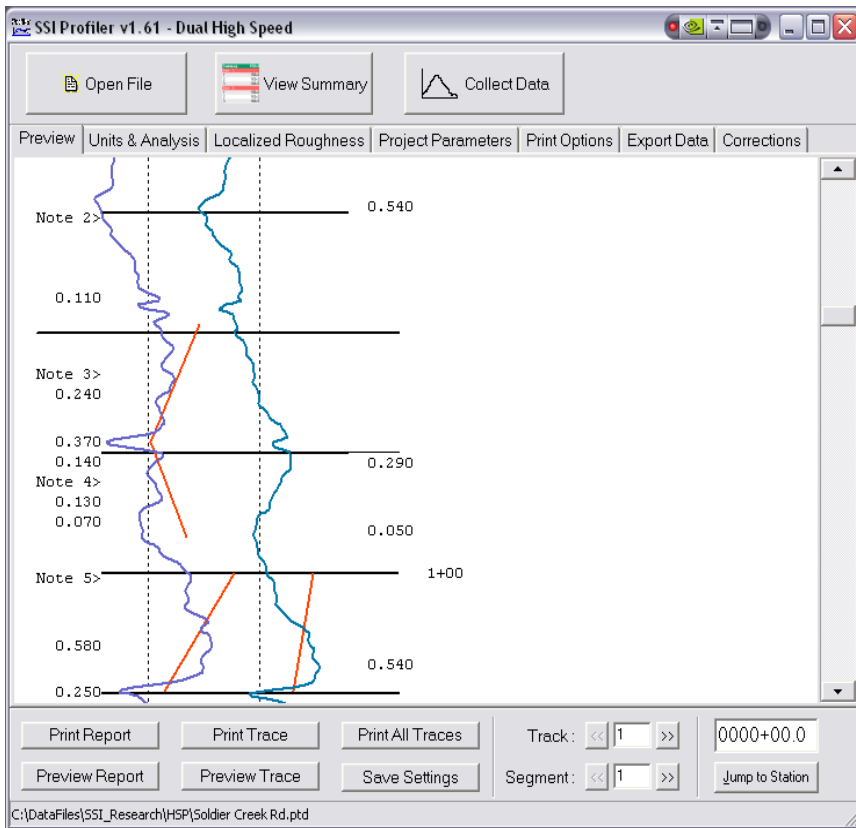 SSI Profiler v1.61 - Dual High Speed
Open File
View Summary
Collect Data
Preview
Units & Analysis
Localized Roughness
Project Parameters
Print Options
Export Data
Corrections
0.540
Note 2>
0.110
Note 3>
0.240
0.370
0.140
0.290
Note 4>
0.130
0.070
0.050
Note 5>
1+00
0.580
0.540
0.250
Print Report
Print Trace
Print All Traces
Track:
<<
1
>>
0000+00.0
Preview Report
Preview Trace
Save Settings
Segment:
<<
1
>>
Jump to Station
C:\DataFiles\SSI_Research\HSP\Soldier Creek Rd.ptd